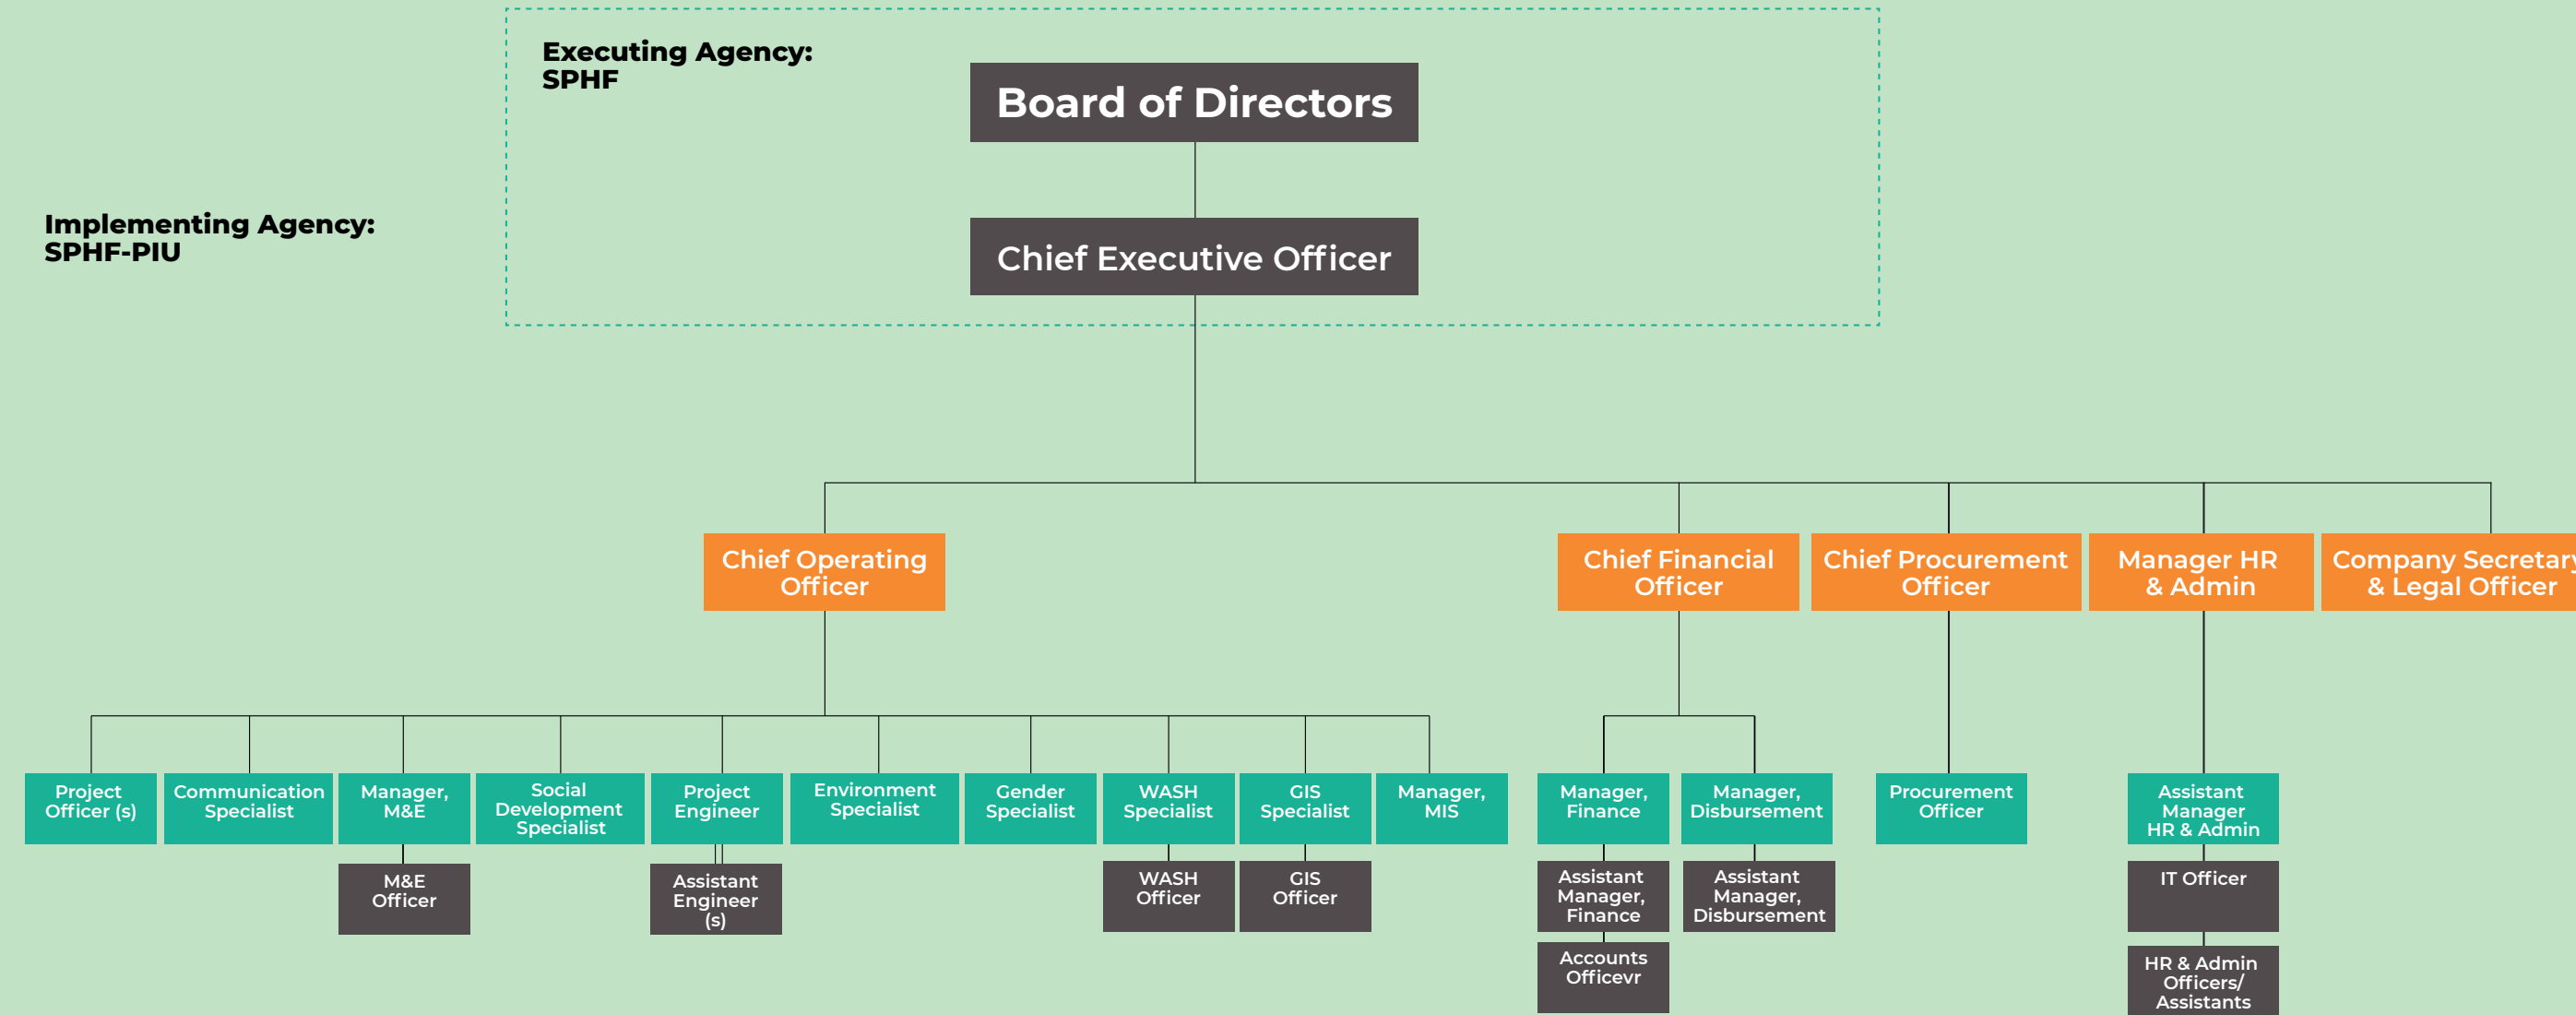 Executing Agency:
SPHF
Board of Directors
Implementing Agency:
SPHF-PIU
Chief Executive Officer
Chief Operating
Officer
Chief Financial
Officer
Chief Procurement
Officer
Manager HR
& Admin
Company Secretary
& Legal Officer
Project
Officer (s)
Communication
Specialist
Manager,
M&E
Social
Development
Specialist
Project
Engineer
Environment
Specialist
Gender
Specialist
WASH
Specialist
GIS
Specialist
Manager,
MIS
Manager,
Finance
Manager,
Disbursement
Procurement
Officer
Assistant
Manager
HR & Admin
M&E
Officer
Assistant
Engineer
(s)
WASH
Officer
GIS
Officer
Assistant
Manager,
Finance
Assistant
Manager,
Disbursement
IT Officer
Accounts
Officevr
HR & Admin
Officers/
Assistants